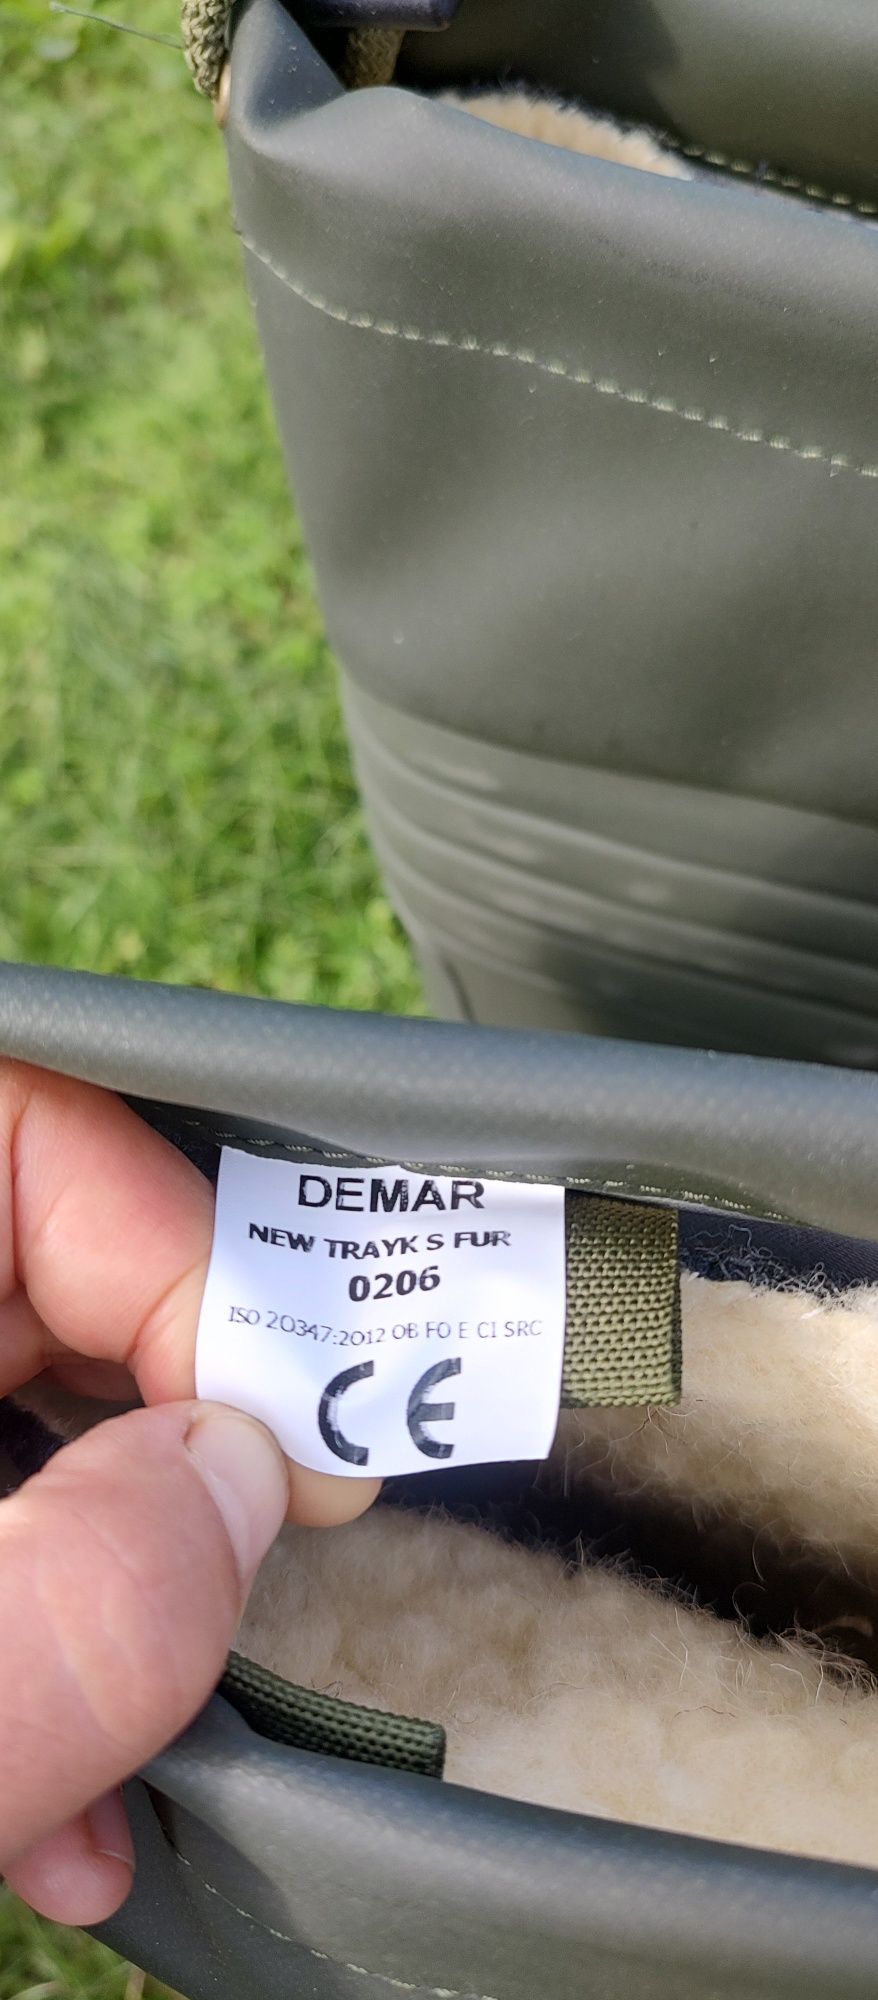 DEMAR
NEW TRAYK S FUR
0206
ISO 20347:2012 OB FO E CI SRC
CE